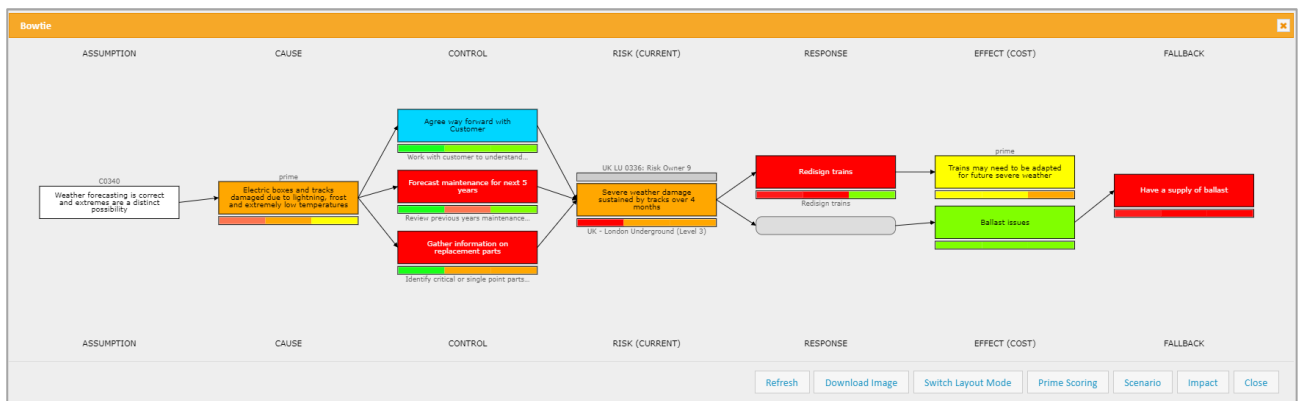 Bowtie
ASSUMPTION CAUSE CONTROL RISK (CURRENT) RESPONSE EFFECT (COST) FALLBACK
C0340
Weather forecasting is correct
and extremes are a distinct
possibility
prime
Electric boxes and tracks
damaged due to lightning, frost
and extremely low temperatures
Agree way forward with
Customer
Work with customer to understand...
Forecast maintenance for next 5
years
Review previous years maintenance...
Gather information on
replacement parts
Identify critical or single point parts...
UK LU 0336: Risk Owner 9
Severe weather damage
sustained by tracks over 4
months
UK - London Underground (Level 3)
Redisign trains
Redisign trains
prime
Trains may need to be adapted
for future severe weather
Ballast issues
Have a supply of ballast
ASSUMPTION CAUSE CONTROL RISK (CURRENT) RESPONSE EFFECT (COST) FALLBACK
Refresh Download Image Switch Layout Mode Prime Scoring Scenario Impact Close